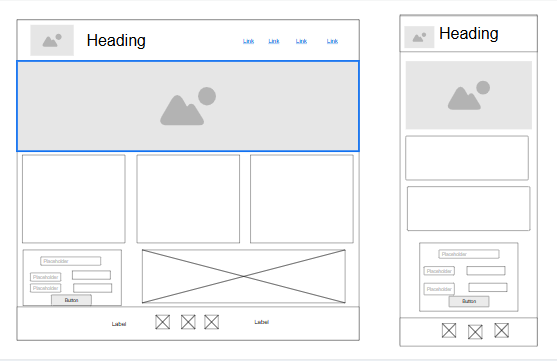 Heading
Link Link Link Link
Placeholder
Placeholder
Placeholder
Button
Label Label
Heading
Placeholder
Placeholder
Placeholder
Button